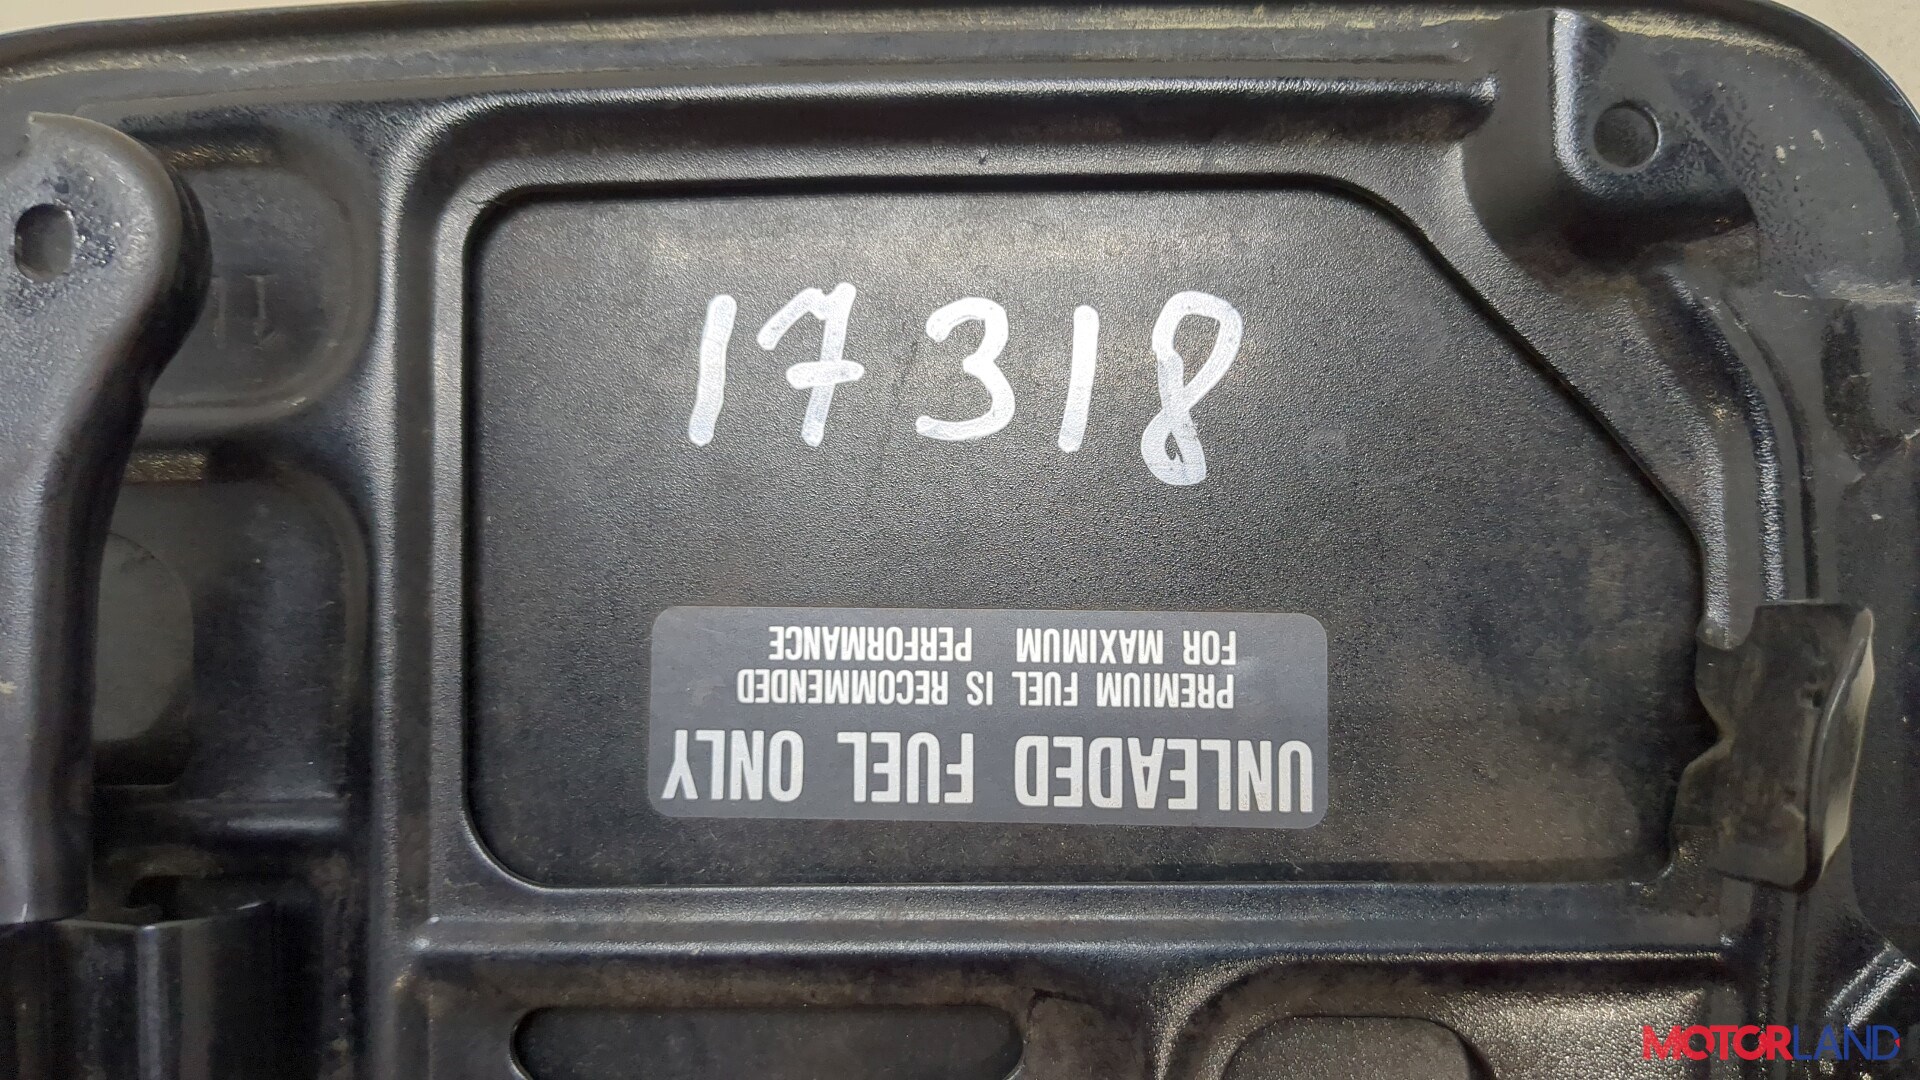 17318
UNLEADED FUEL ONLY
PREMIUM FUEL IS RECOMMENDED
FOR MAXIMUM PERFORMANCE
MOTORLAND